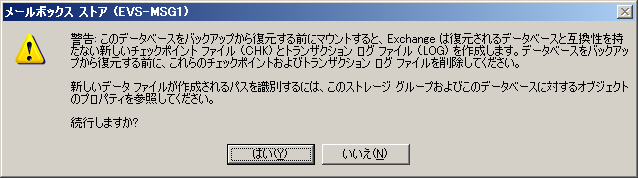 メールボックス ストア (EVS-MSG1)
警告: このデータベースをバックアップから復元する前にマウントすると、Exchange は復元されるデータベースと互換性を持
たない新しいチェックポイント ファイル (CHK) とトランザクション ログ ファイル (LOG) を作成します。データベースをバックアッ
プから復元する前に、これらのチェックポイントおよびトランザクション ログ ファイルを削除してください。
新しいデータ ファイルが作成されるパスを識別するには、このストレージ グループおよびこのデータベースに対するオブジェクト
のプロパティを参照してください。
続行しますか?
はい(Y) いいえ(N)